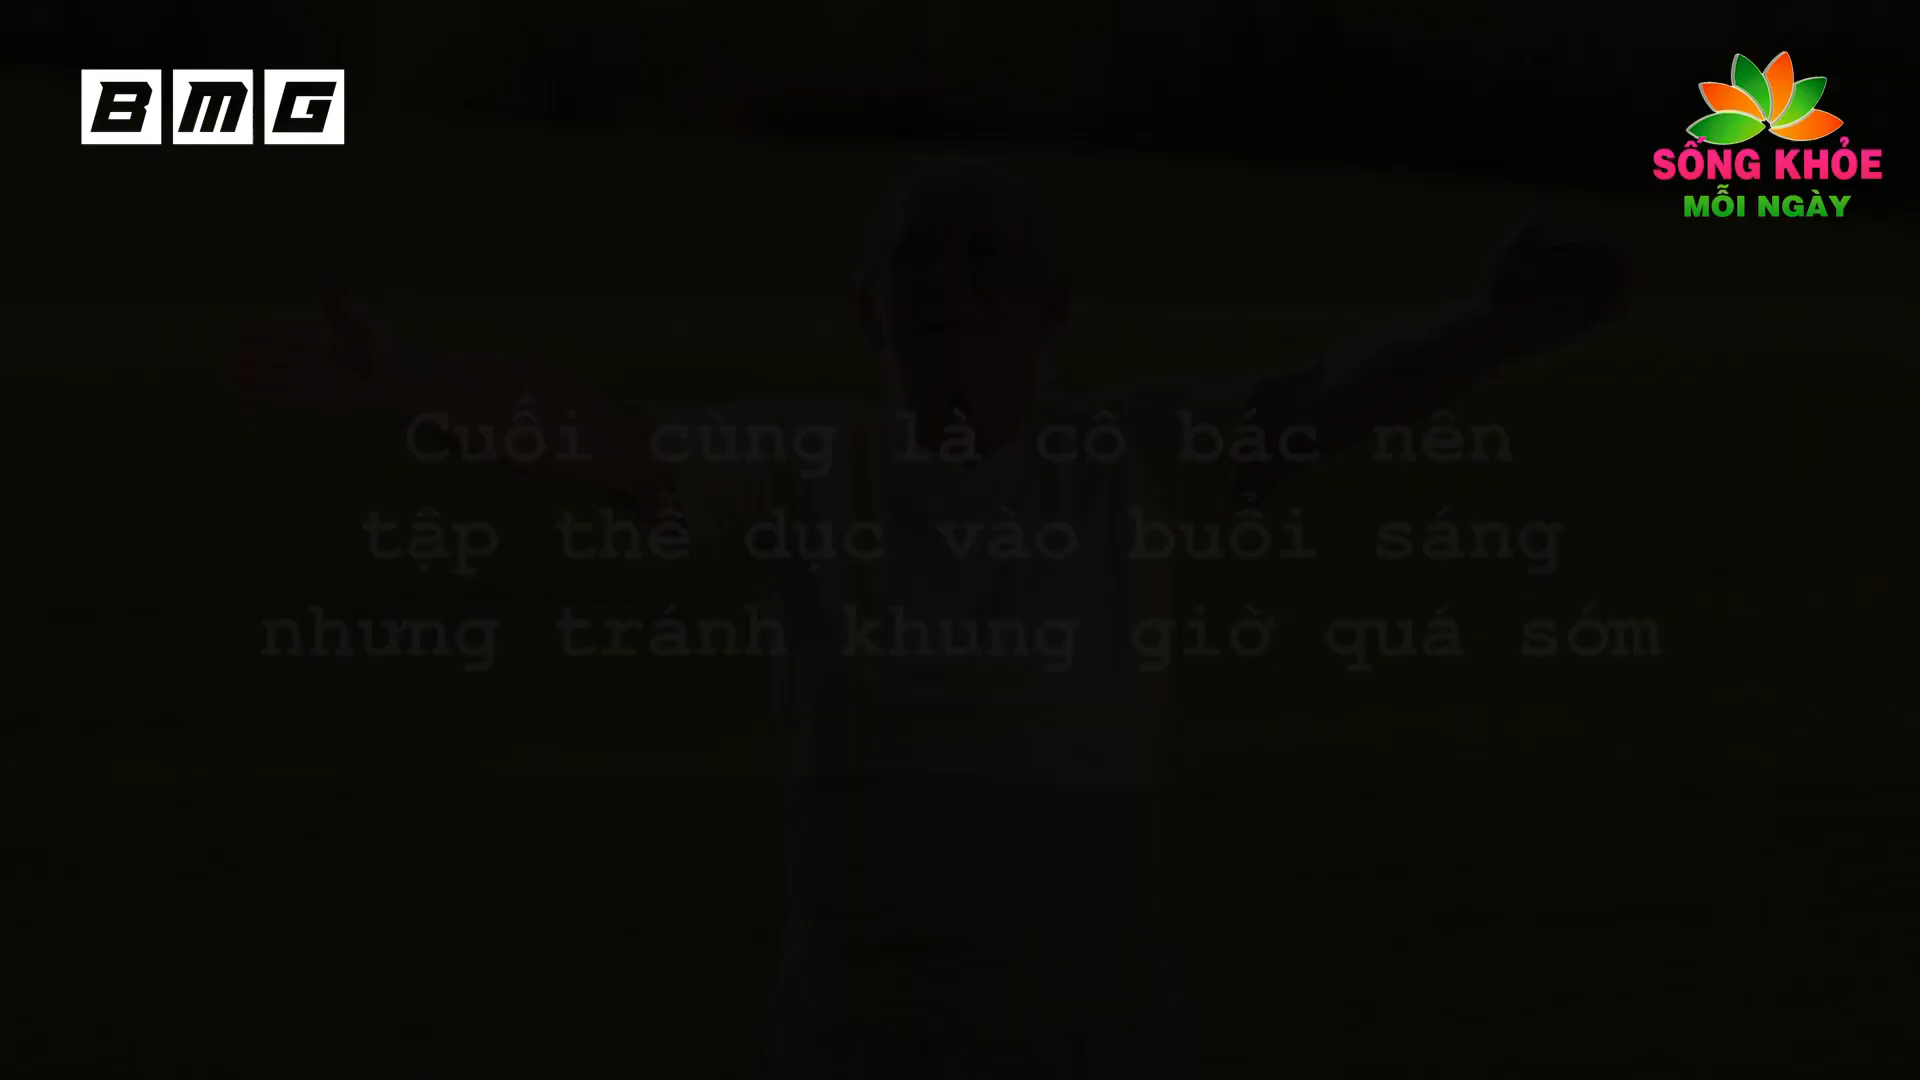 BMG
SỐNG KHỎE
MỖI NGÀY
Cuối cùng là cô bác nên
tập thể dục vào buổi sáng
nhưng tránh khung giờ quá sớm